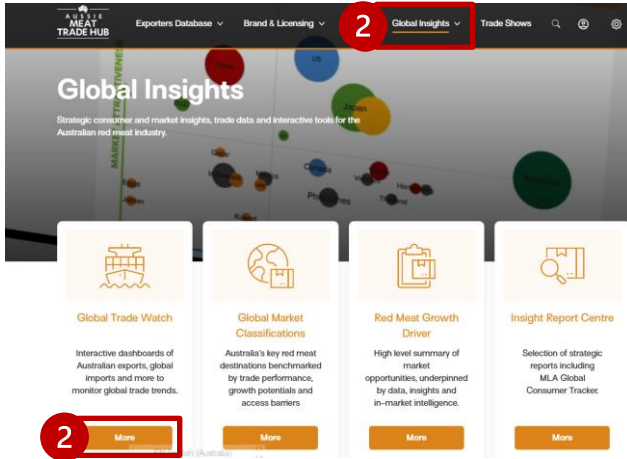 AUSSIE
MEAT
TRADE HUB
Exporters Database
Brand & Licensing
2
Global Insights
Trade Shows
Global Insights
Strategic consumer and market insights, trade data and interactive tools for the
Australian red meat industry.
MARKET
ATTRACTIVENESS
US
Japan
Canada
Global Trade Watch
Interactive dashboards of
Australian exports, global
imports and more to
monitor global trade trends.
2
More
Global Market
Classifications
Australia's key red meat
destinations benchmarked
by trade performance,
growth potentials and
access barriers
More
Red Meat Growth
Driver
High level summary of
market
opportunities, underpinned
by data, insights and
in-market intelligence.
More
Insight Report Centre
Selection of strategic
reports including
MLA Global
Consumer Tracker.
More
(Australia)